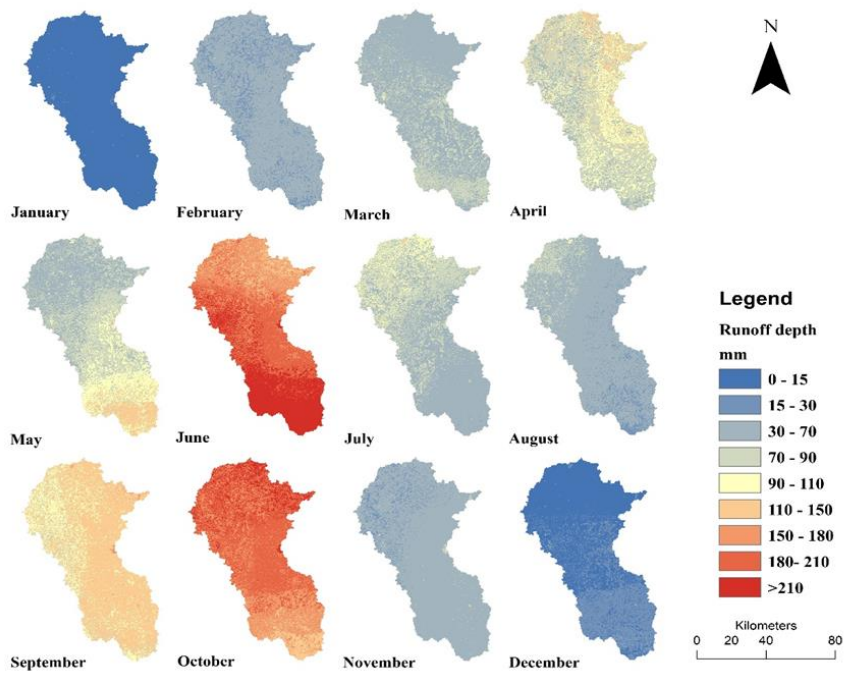 N
January
February
March
April
May
June
July
August
September
October
November
December
Legend
Runoff depth
mm
0 - 15
15 - 30
30 - 70
70 - 90
90 - 110
110 - 150
150 - 180
180- 210
>210
Kilometers
0 20 40 80